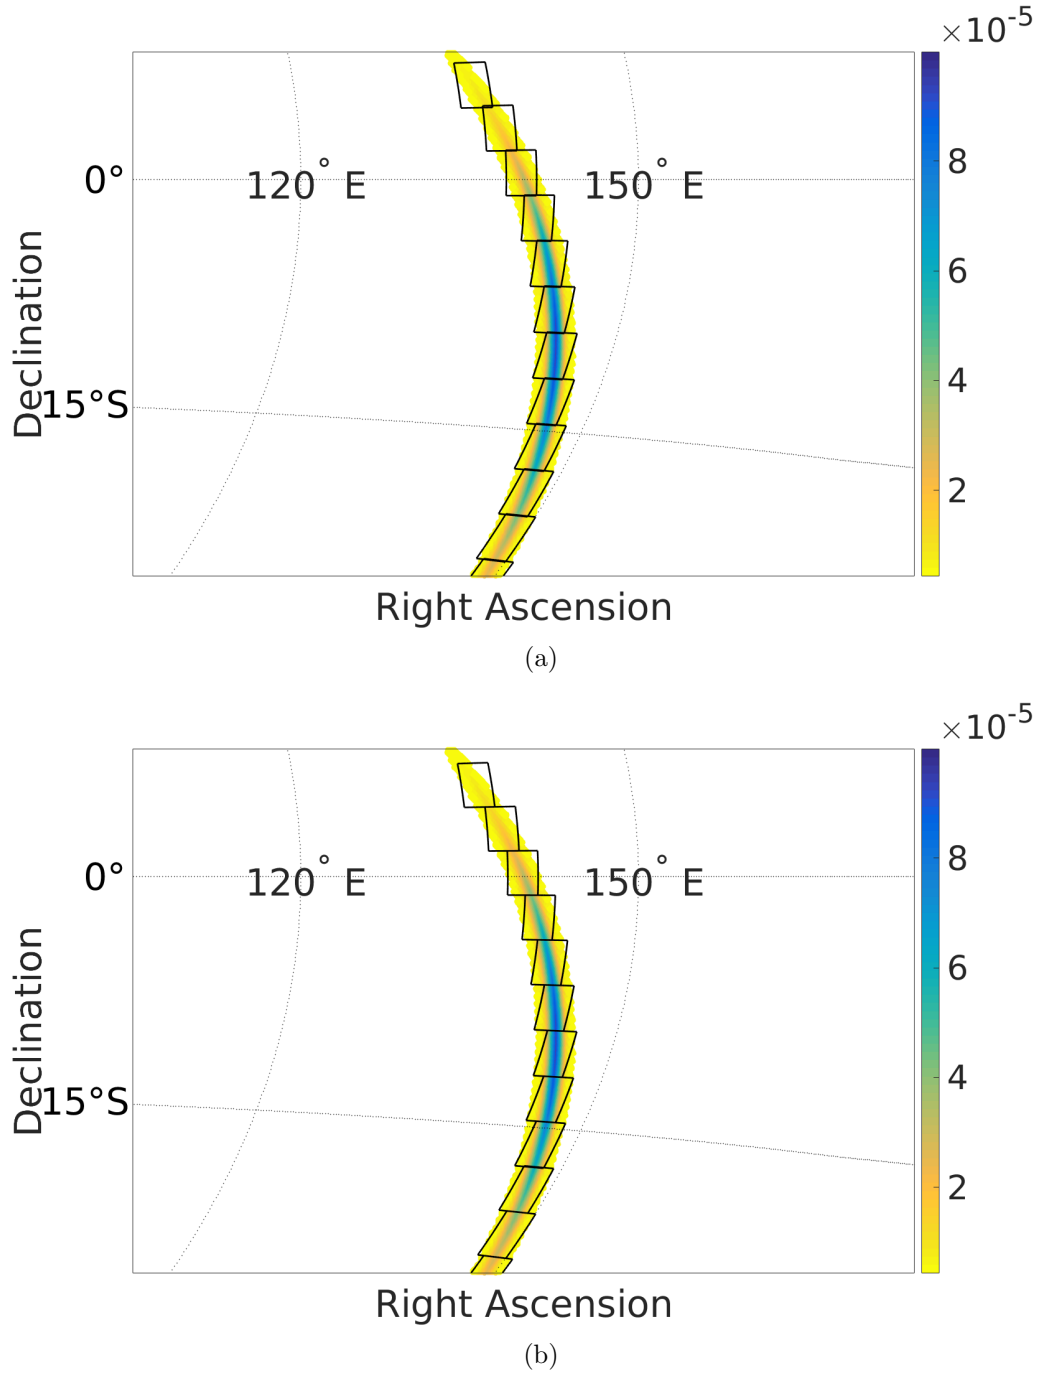 ×10-5
8
0°
120° E
150° E
6
Declination
4
15°S
2
Right Ascension
(a)
×10-5
8
0°
120° E
150° E
6
Declination
4
15°S
2
Right Ascension
(b)